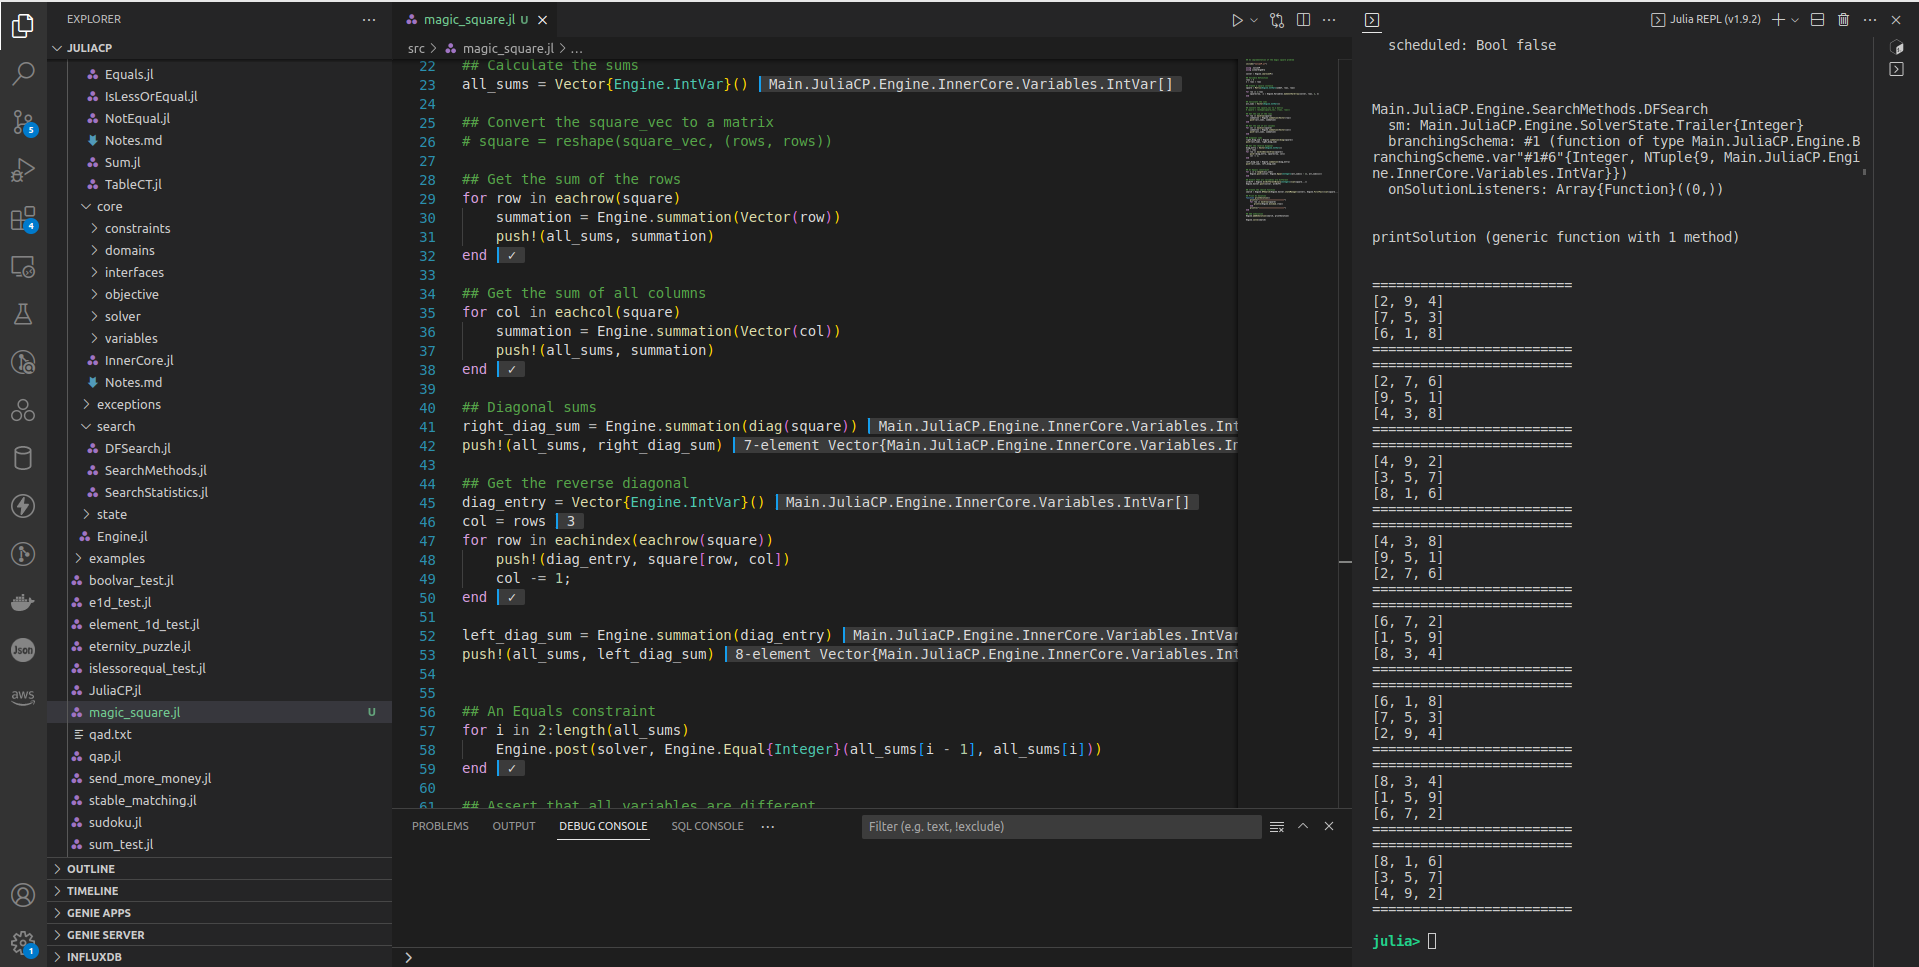 EXPLORER
JULIACP
Equals.jl
IsLessOrEqual.jl
NotEqual.jl
Notes.md
Sum.jl
TableCT.jl
core
constraints
domains
interfaces
objective
solver
variables
InnerCore.jl
Notes.md
exceptions
search
DFSearch.jl
SearchMethods.jl
SearchStatistics.jl
state
Engine.jl
examples
boolvar_test.jl
e1d_test.jl
element_1d_test.jl
eternity_puzzle.jl
islessorequal_test.jl
JuliaCP.jl
magic_square.jl U
qad.txt
qap.jl
send_more_money.jl
stable_matching.jl
sudoku.jl
sum_test.jl
OUTLINE
TIMELINE
GENIE APPS
GENIE SERVER
INFLUXDB
5
4
Json
aws
1
magic_square.jl U
src > magic_square.jl > ...
22 ## Calculate the sums
23 all_sums = Vector{Engine.IntVar}() Main.JuliaCP.Engine.InnerCore.Variables.IntVar[]
24
25 ## Convert the square_vec to a matrix
26 # square = reshape(square_vec, (rows, rows))
27
28 ## Get the sum of the rows
29 for row in eachrow(square)
30 summation = Engine.summation(Vector(row))
31 push!(all_sums, summation)
32 end ✓
33
34 ## Get the sum of all columns
35 for col in eachcol(square)
36 summation = Engine.summation(Vector(col))
37 push!(all_sums, summation)
38 end ✓
39
40 ## Diagonal sums
41 right_diag_sum = Engine.summation(diag(square)) Main.JuliaCP.Engine.InnerCore.Variables.Int
42 push!(all_sums, right_diag_sum) 7-element Vector{Main.JuliaCP.Engine.InnerCore.Variables.In
43
44 ## Get the reverse diagonal
45 diag_entry = Vector{Engine.IntVar}() Main.JuliaCP.Engine.InnerCore.Variables.IntVar[]
46 col = rows 3
47 for row in eachindex(eachrow(square))
48 push!(diag_entry, square[row, col])
49 col -= 1;
50 end ✓
51
52 left_diag_sum = Engine.summation(diag_entry) Main.JuliaCP.Engine.InnerCore.Variables.IntVar
53 push!(all_sums, left_diag_sum) 8-element Vector{Main.JuliaCP.Engine.InnerCore.Variables.Int
54
55
56 ## An Equals constraint
57 for i in 2:length(all_sums)
58 Engine.post(solver, Engine.Equal{Integer}(all_sums[i - 1], all_sums[i]))
59 end ✓
60
61 ## Assert that all variables are different
PROBLEMS OUTPUT DEBUG CONSOLE SQL CONSOLE Filter (e.g. text, !exclude)
Julia REPL (v1.9.2)
scheduled: Bool false
Main.JuliaCP.Engine.SearchMethods.DFSearch
sm: Main.JuliaCP.Engine.SolverState.Trailer{Integer}
branchingSchema: #1 (function of type Main.JuliaCP.Engine.B
ranchingScheme.var"#1#6"{Integer, NTuple{9, Main.JuliaCP.Engi
ne.InnerCore.Variables.IntVar}})
onSolutionListeners: Array{Function}((0,))
printSolution (generic function with 1 method)
=========================
[2, 9, 4]
[7, 5, 3]
[6, 1, 8]
=========================
=========================
[2, 7, 6]
[9, 5, 1]
[4, 3, 8]
=========================
=========================
[4, 9, 2]
[3, 5, 7]
[8, 1, 6]
=========================
=========================
[4, 3, 8]
[9, 5, 1]
[2, 7, 6]
=========================
=========================
[6, 7, 2]
[1, 5, 9]
[8, 3, 4]
=========================
=========================
[6, 1, 8]
[7, 5, 3]
[2, 9, 4]
=========================
=========================
[8, 3, 4]
[1, 5, 9]
[6, 7, 2]
=========================
=========================
[8, 1, 6]
[3, 5, 7]
[4, 9, 2]
=========================
julia>